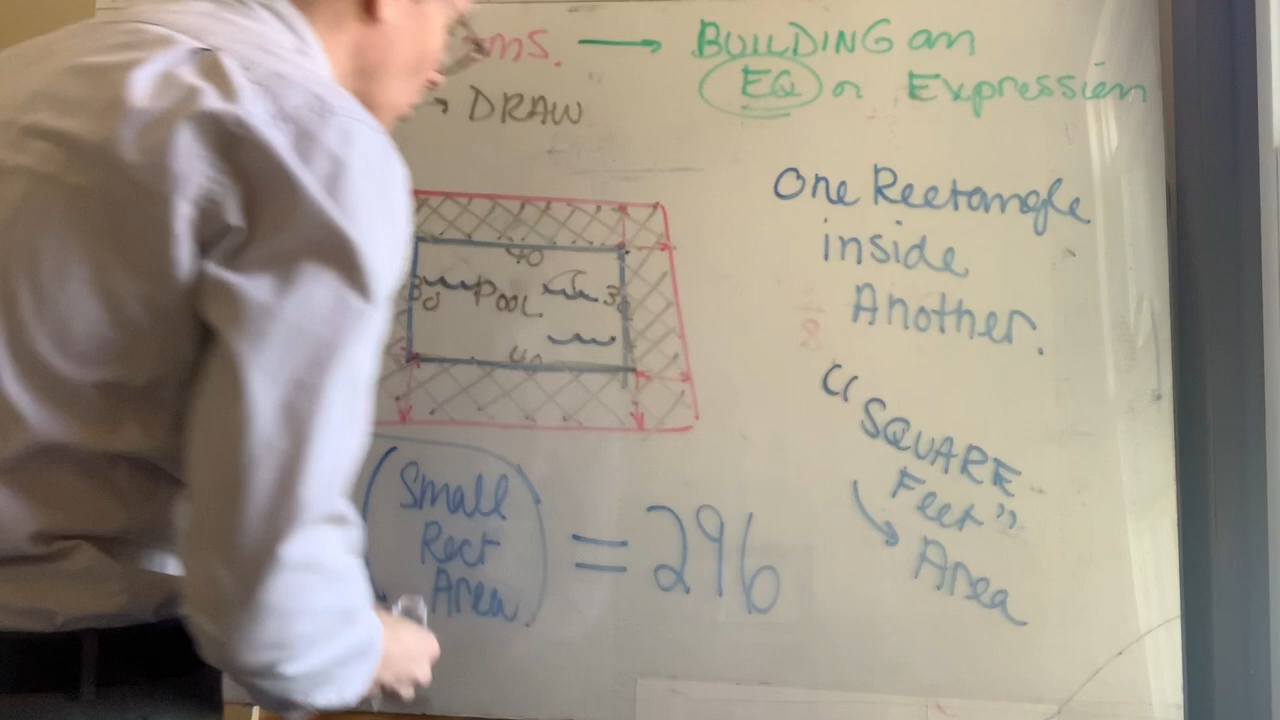 ms. → BUILDING an
EQ or Expression
→ DRAW
One Rectangle
inside
Another.
40
30 POOL 30
40
"SQUARE
Feet"
Area
Small
Rect
Area
= 296
8